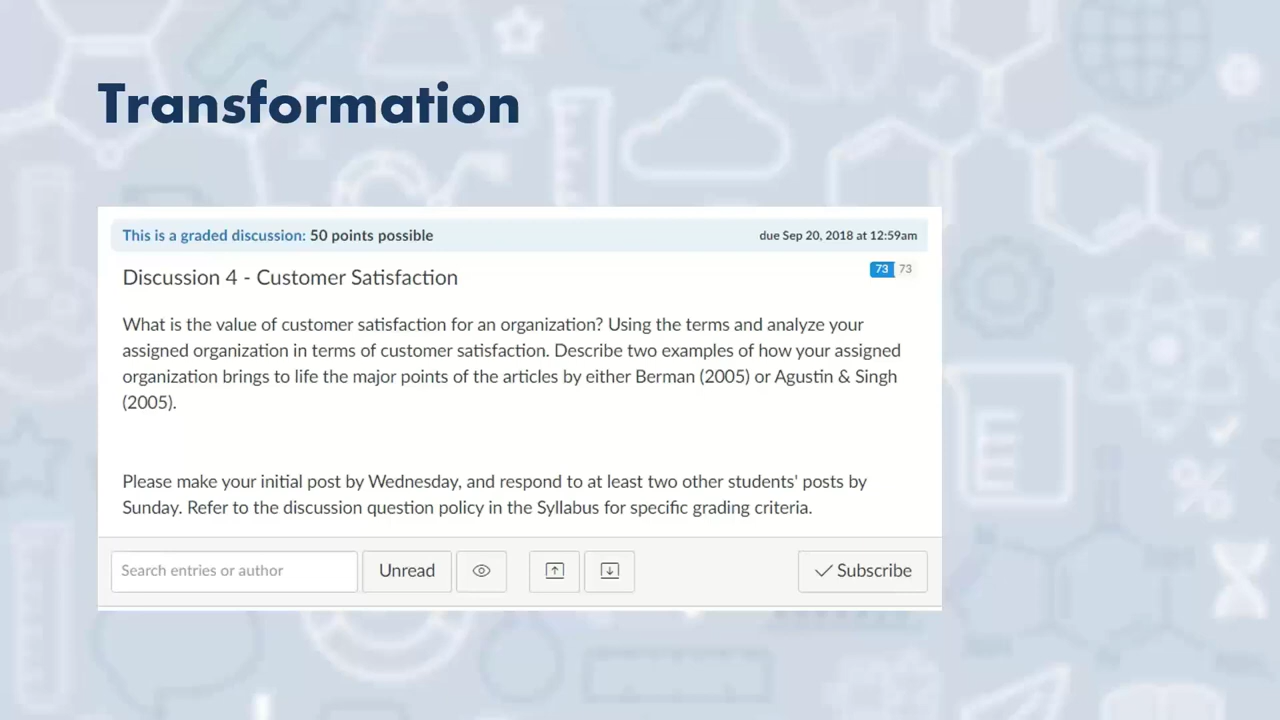 Transformation
This is a graded discussion: 50 points possible
due Sep 20, 2018 at 12:59am
Discussion 4 - Customer Satisfaction
73 73
What is the value of customer satisfaction for an organization? Using the terms and analyze your
assigned organization in terms of customer satisfaction. Describe two examples of how your assigned
organization brings to life the major points of the articles by either Berman (2005) or Agustin & Singh
(2005).
Please make your initial post by Wednesday, and respond to at least two other students' posts by
Sunday. Refer to the discussion question policy in the Syllabus for specific grading criteria.
Search entries or author
Unread
Subscribe
%